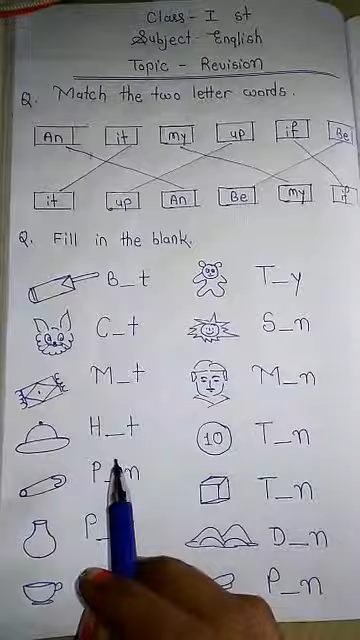 Class - I st
Subject - English
Topic - Revision
Q. Match the two letter words.
An it My up if Be
it up An Be My if
Q. Fill in the blank.
B_t T_y
C_t S_n
M_t M_n
H_t 10 T_n
P_n T_n
P_ D_n
P_n